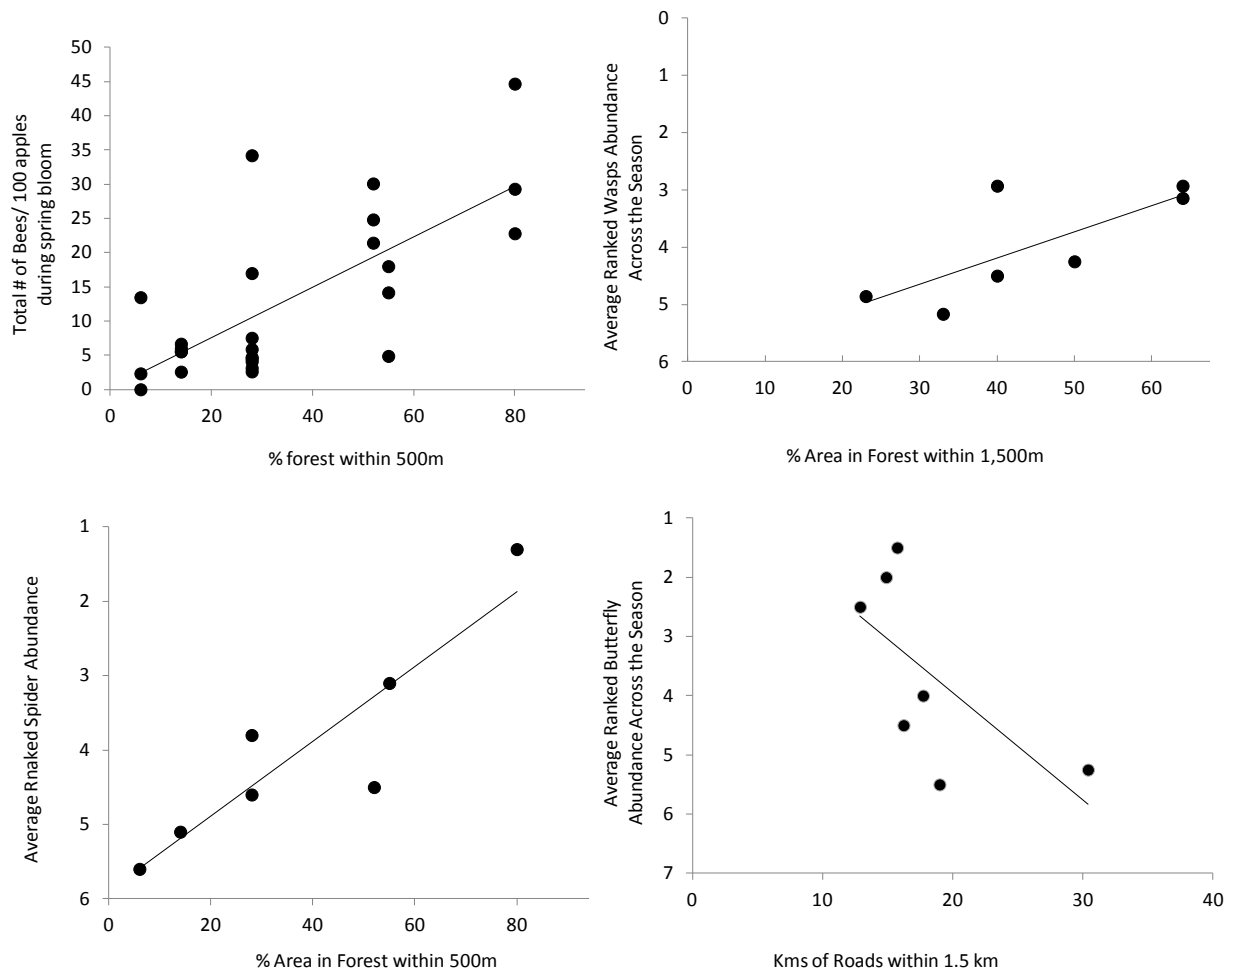 50
45
40
35
30
25
20
15
10
5
0
0 20 40 60 80
Total # of Bees/ 100 apples
during spring bloom
% forest within 500m
0
1
2
3
4
5
6
0 10 20 30 40 50 60
Average Ranked Wasps Abundance
Across the Season
% Area in Forest within 1,500m
1
2
3
4
5
6
0 20 40 60 80
Average Rnaked Spider Abundance
% Area in Forest within 500m
1
2
3
4
5
6
7
0 10 20 30 40
Average Ranked Butterfly
Abundance Across the Season
Kms of Roads within 1.5 km